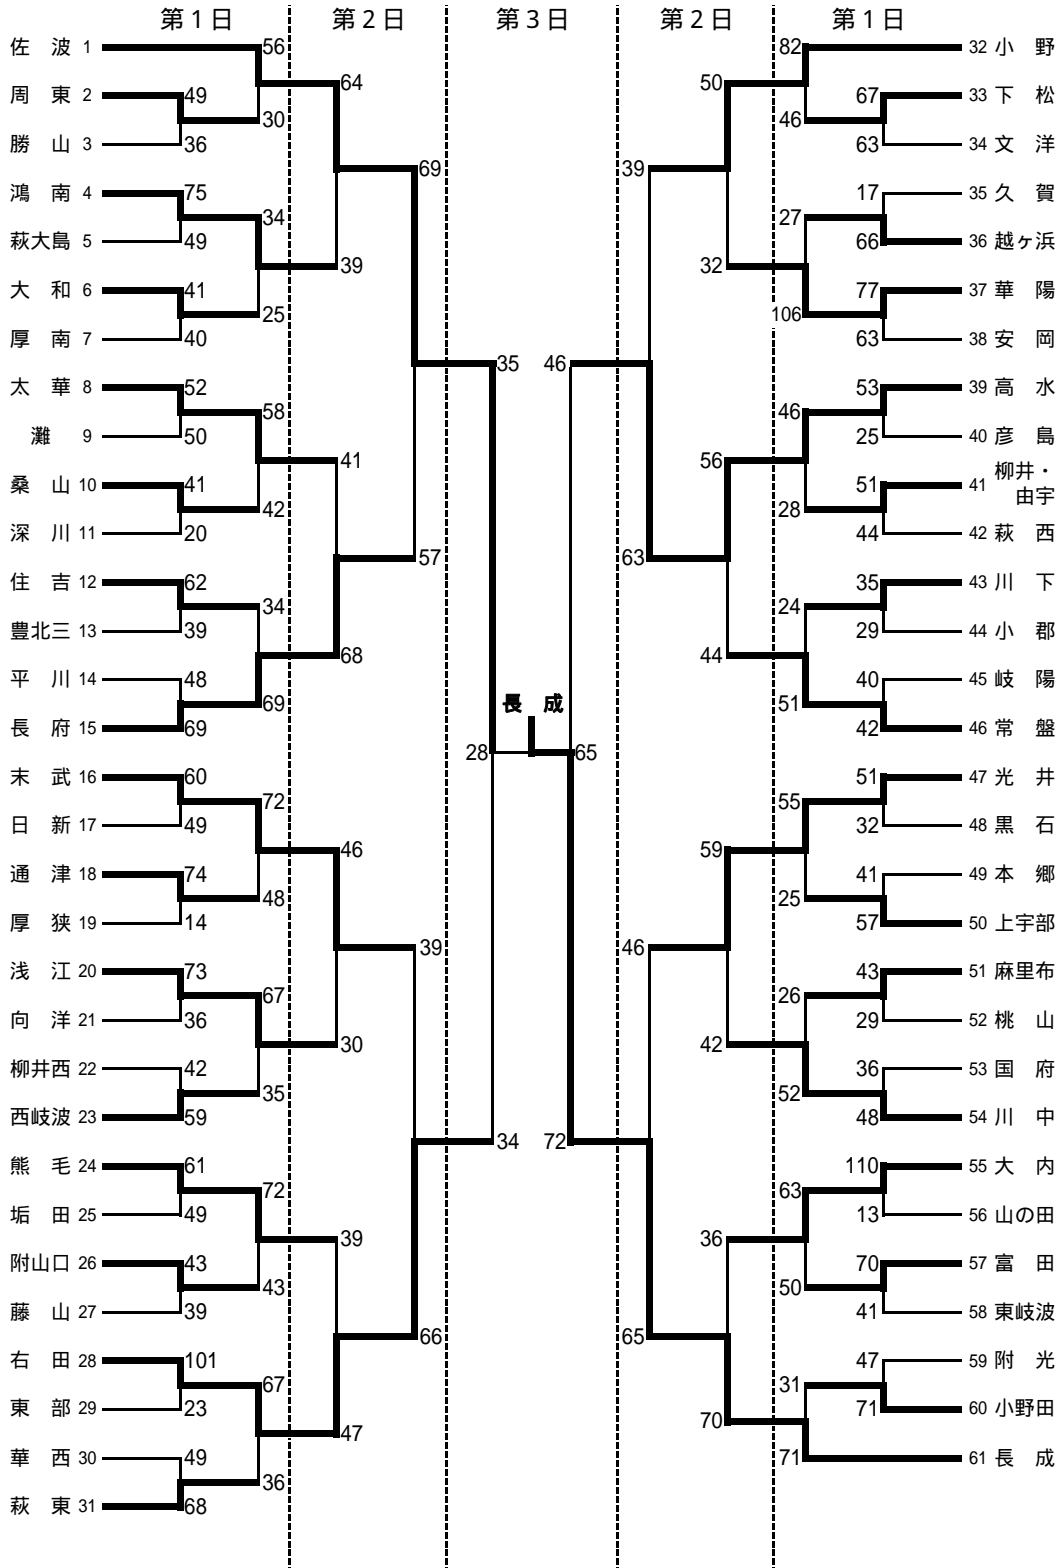 第１日 第２日 第３日 第２日 第１日
佐 波 1 56 82 32 小 野
64 50
周 東 2 49 67 33 下 松
30 46
勝 山 3 36 63 34 文 洋
69 39
鴻 南 4 75 17 35 久 賀
34 27
萩大島 5 49 66 36 越ヶ浜
39 32
大 和 6 41 77 37 華 陽
25 106
厚 南 7 40 63 38 安 岡
35 46
太 華 8 52 53 39 高 水
58 46
灘 9 50 25 40 彦 島
41 56
桑 山 10 41 51 41 柳井・
由宇
42 28
深 川 11 20 44 42 萩 西
57 63
住 吉 12 62 35 43 川 下
34 24
豊北三 13 39 29 44 小 郡
68 44
平 川 14 48 40 45 岐 陽
69 長 成 51
長 府 15 69 42 46 常 盤
28 65
末 武 16 60 51 47 光 井
72 55
日 新 17 49 32 48 黒 石
46 59
通 津 18 74 41 49 本 郷
48 25
厚 狭 19 14 57 50 上宇部
39 46
浅 江 20 73 43 51 麻里布
67 26
向 洋 21 36 29 52 桃 山
30 42
柳井西 22 42 36 53 国 府
35 52
西岐波 23 59 48 54 川 中
34 72
熊 毛 24 61 110 55 大 内
72 63
垢 田 25 49 13 56 山の田
39 36
附山口 26 43 70 57 富 田
43 50
藤 山 27 39 41 58 東岐波
66 65
右 田 28 101 47 59 附 光
67 31
東 部 29 23 71 60 小野田
47 70
華 西 30 49 71 61 長 成
36
萩 東 31 68